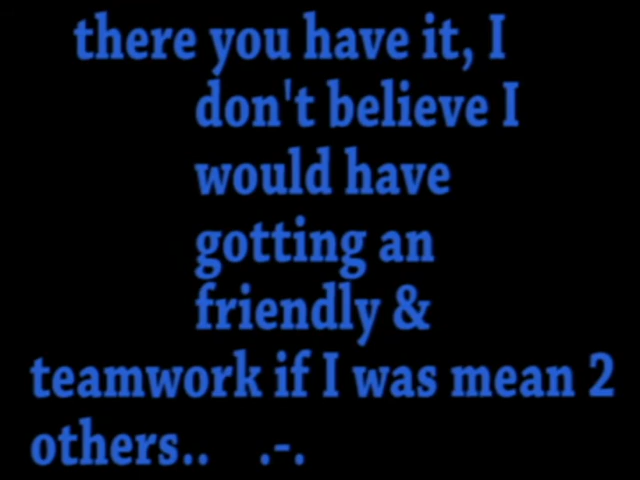 there you have it, I
don't believe I
would have
gotting an
friendly &
teamwork if I was mean 2
others.. .-.